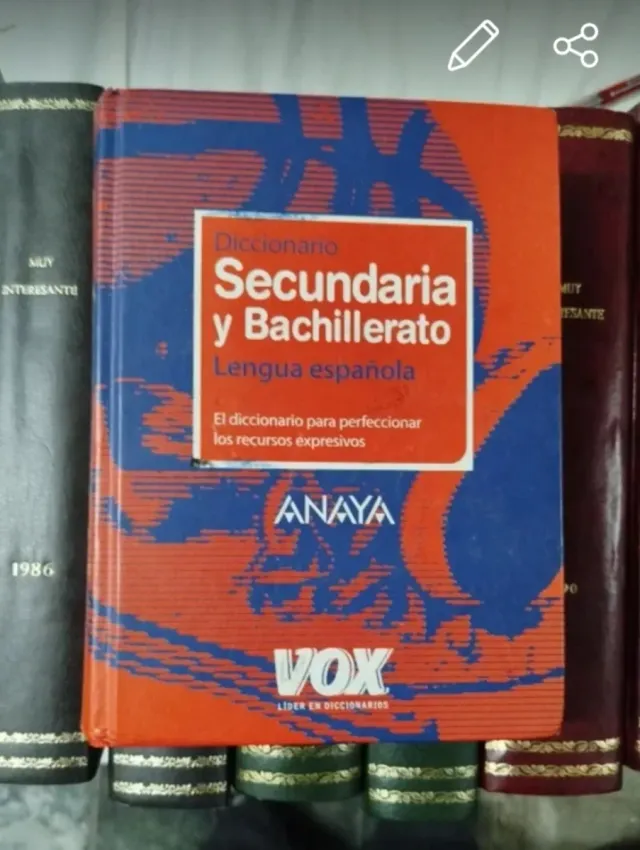 MUY
INTERESANTE
1986
Diccionario
Secundaria
y Bachillerato
Lengua española
El diccionario para perfeccionar
los recursos expresivos
ANAYA
VOX
LÍDER EN DICCIONARIOS
MUY